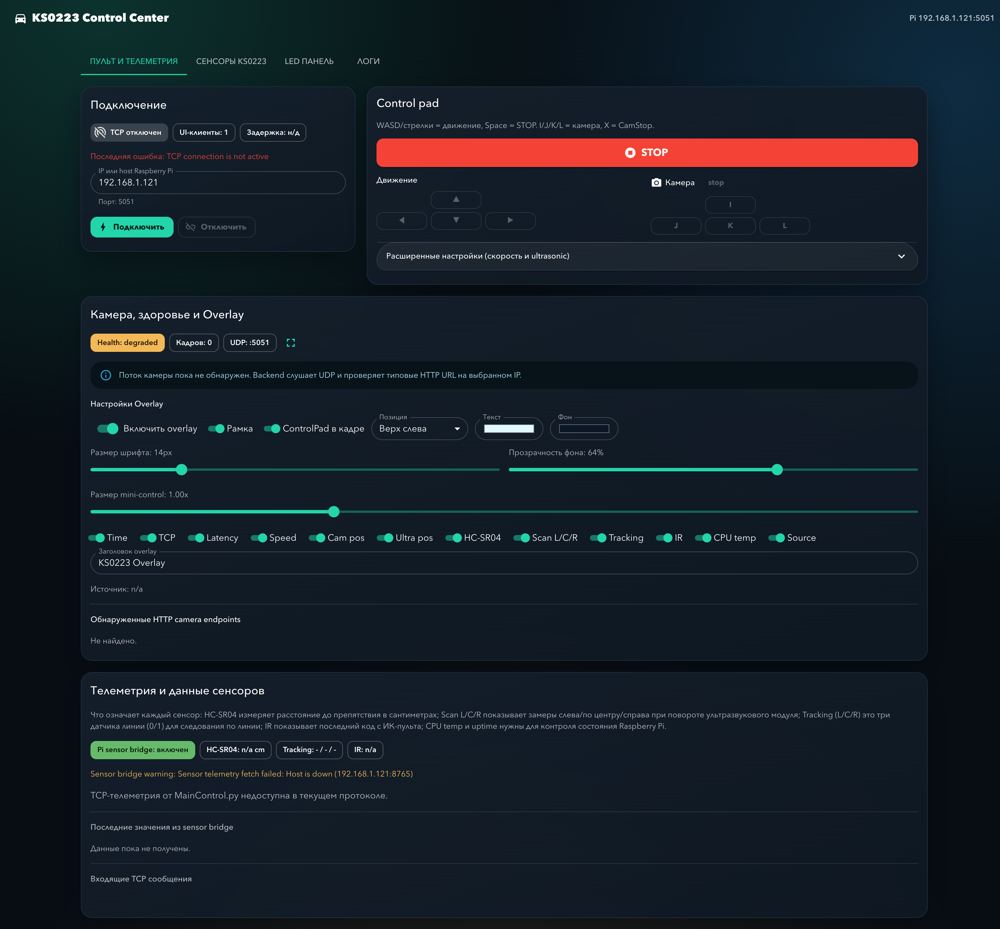 KS0223 Control Center
Pi 192.168.1.121:5051
ПУЛЬТ И ТЕЛЕМЕТРИЯ
СЕНСОРЫ KS0223
LED ПАНЕЛЬ
ЛОГИ
Подключение
TCP отключен
UI-клиенты: 1
Задержка: н/д
Последняя ошибка: TCP connection is not active
IP или host Raspberry Pi
192.168.1.121
Порт: 5051
Подключить
Отключить
Control pad
WASD/стрелки = движение, Space = STOP. I/J/K/L = камера, X = CamStop.
STOP
Движение
▲
◀ ▼ ▶
Камера
stop
I
J K L
Расширенные настройки (скорость и ultrasonic)
Камера, здоровье и Overlay
Health: degraded
Кадров: 0
UDP: :5051
Поток камеры пока не обнаружен. Backend слушает UDP и проверяет типовые HTTP URL на выбранном IP.
Настройки Overlay
Включить overlay
Рамка
ControlPad в кадре
Позиция
Верх слева
Текст
Фон
Размер шрифта: 14px
Прозрачность фона: 64%
Размер mini-control: 1.00x
Time
TCP
Latency
Speed
Cam pos
Ultra pos
HC-SR04
Scan L/C/R
Tracking
IR
CPU temp
Source
Заголовок overlay
KS0223 Overlay
Источник: n/a
Обнаруженные HTTP camera endpoints
Не найдено.
Телеметрия и данные сенсоров
Что означает каждый сенсор: HC-SR04 измеряет расстояние до препятствия в сантиметрах; Scan L/C/R показывает замеры слева/по центру/справа при повороте ультразвукового модуля; Tracking (L/C/R) это три
датчика линии (0/1) для следования по линии; IR показывает последний код с ИК-пульта; CPU temp и uptime нужны для контроля состояния Raspberry Pi.
Pi sensor bridge: включен
HC-SR04: n/a cm
Tracking: - / - / -
IR: n/a
Sensor bridge warning: Sensor telemetry fetch failed: Host is down (192.168.1.121:8765)
TCP-телеметрия от MainControl.py недоступна в текущем протоколе.
Последние значения из sensor bridge
Данные пока не получены.
Входящие TCP сообщения